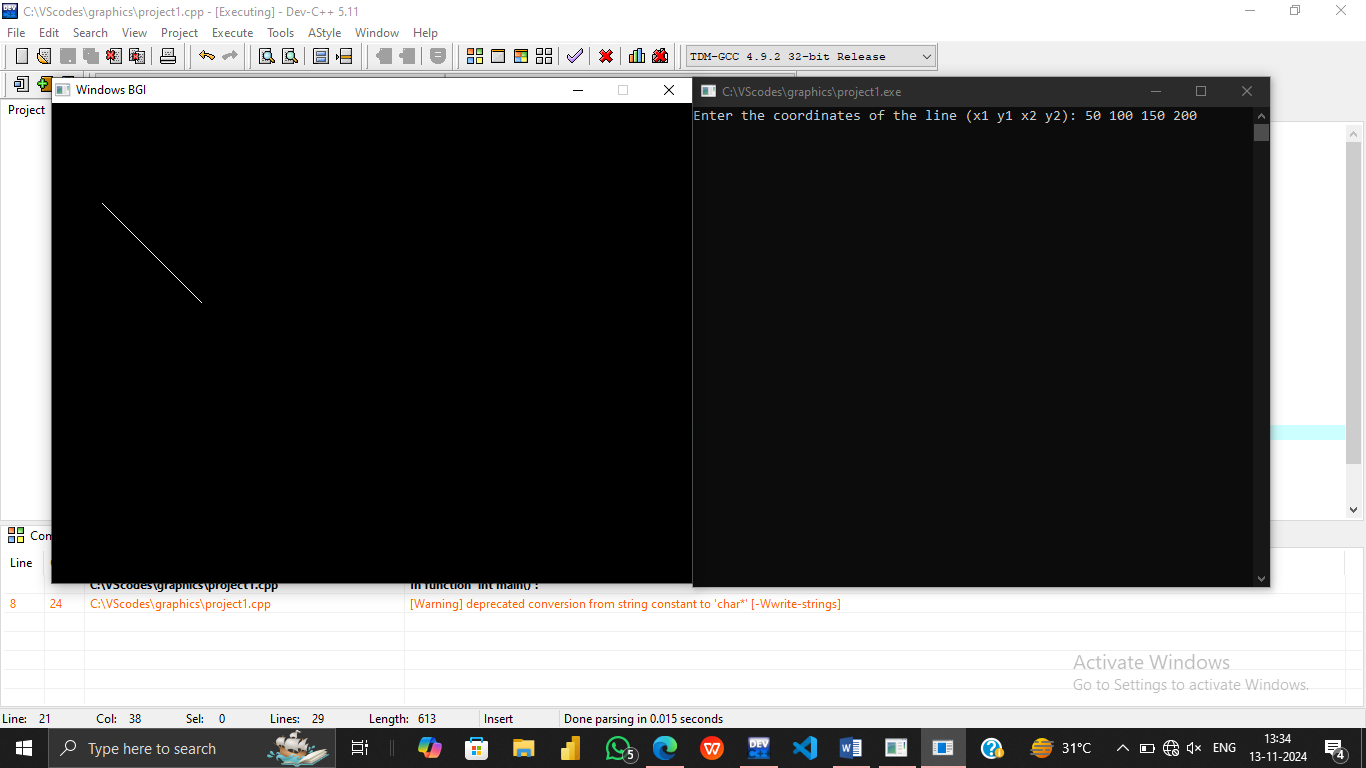 C:\VScodes\graphics\project1.cpp - [Executing] - Dev-C++ 5.11
File Edit Search View Project Execute Tools AStyle Window Help
TDM-GCC 4.9.2 32-bit Release
Project
Windows BGI
C:\VScodes\graphics\project1.exe
Enter the coordinates of the line (x1 y1 x2 y2): 50 100 150 200
Line
C:\VScodes\graphics\project1.cpp In function 'int main()':
8 24 C:\VScodes\graphics\project1.cpp [Warning] deprecated conversion from string constant to 'char*' [-Wwrite-strings]
Activate Windows
Go to Settings to activate Windows.
Line: 21 Col: 38 Sel: 0 Lines: 29 Length: 613 Insert Done parsing in 0.015 seconds
Type here to search
5
DEV
31°C
ENG
13:34
13-11-2024
4